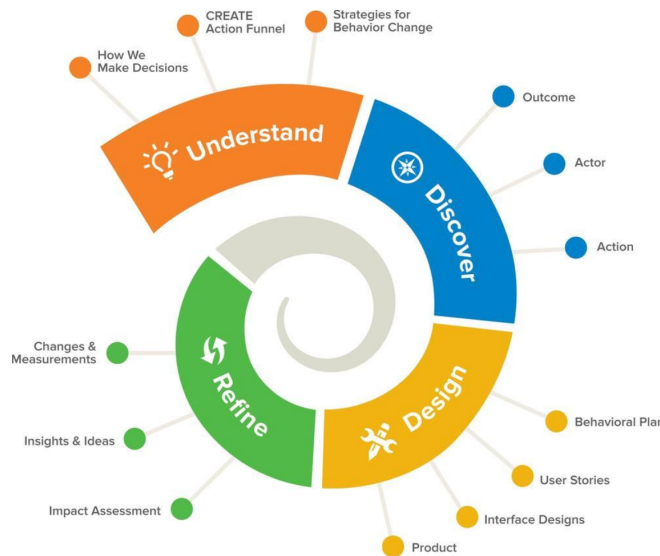 CREATE
Action Funnel
Strategies for
Behavior Change
How We
Make Decisions
Understand
Outcome
Actor
Action
Discover
Behavioral Plan
User Stories
Interface Designs
Product
Design
Impact Assessment
Insights & Ideas
Changes &
Measurements
Refine